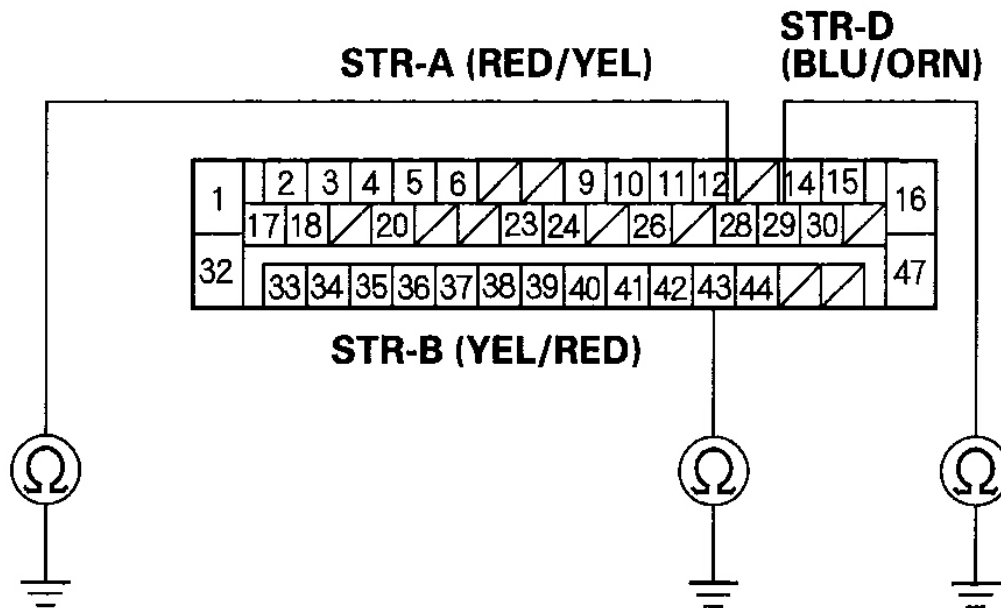 STR-D
STR-A (RED/YEL) (BLU/ORN)
1 2 3 4 5 6 9 10 11 12 14 15 16
17 18 20 23 24 26 28 29 30
32 33 34 35 36 37 38 39 40 41 42 43 44 47
STR-B (YEL/RED)
Ω Ω Ω